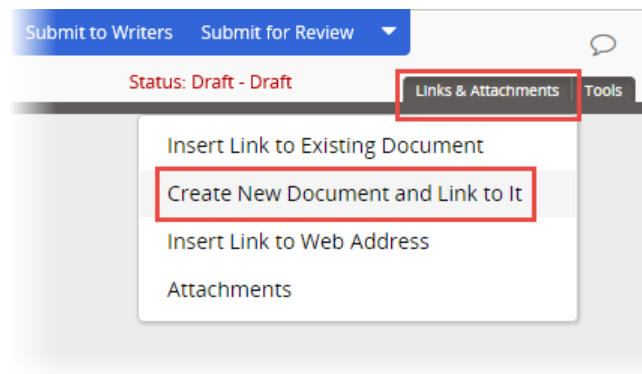 Submit to Writers Submit for Review
Status: Draft - Draft
Links & Attachments Tools
Insert Link to Existing Document
Create New Document and Link to It
Insert Link to Web Address
Attachments